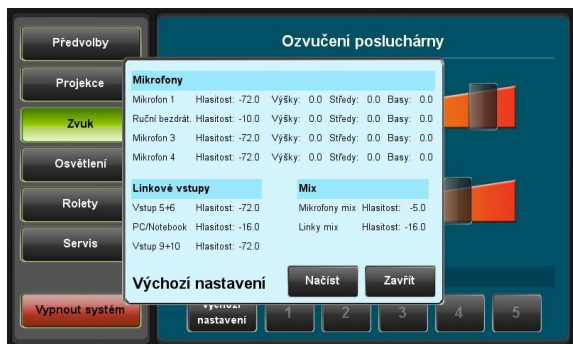 Ozvučení posluchárny
Předvolby
Projekce
Zvuk
Osvětlení
Rolety
Servis
Vypnout systém
Mikrofony
Mikrofon 1 Hlasitost: -72.0 Výšky: 0.0 Středy: 0.0 Basy: 0.0
Ruční bezdrát. Hlasitost: -10.0 Výšky: 0.0 Středy: 0.0 Basy: 0.0
Mikrofon 3 Hlasitost: -72.0 Výšky: 0.0 Středy: 0.0 Basy: 0.0
Mikrofon 4 Hlasitost: -72.0 Výšky: 0.0 Středy: 0.0 Basy: 0.0
Linkové vstupy Mix
Vstup 5+6 Hlasitost: -72.0 Mikrofony mix Hlasitost: -5.0
PC/Notebook Hlasitost: -16.0 Linky mix Hlasitost: -16.0
Vstup 9+10 Hlasitost: -72.0
Výchozí nastavení Načíst Zavřít
Výchozí
nastavení 1 2 3 4 5